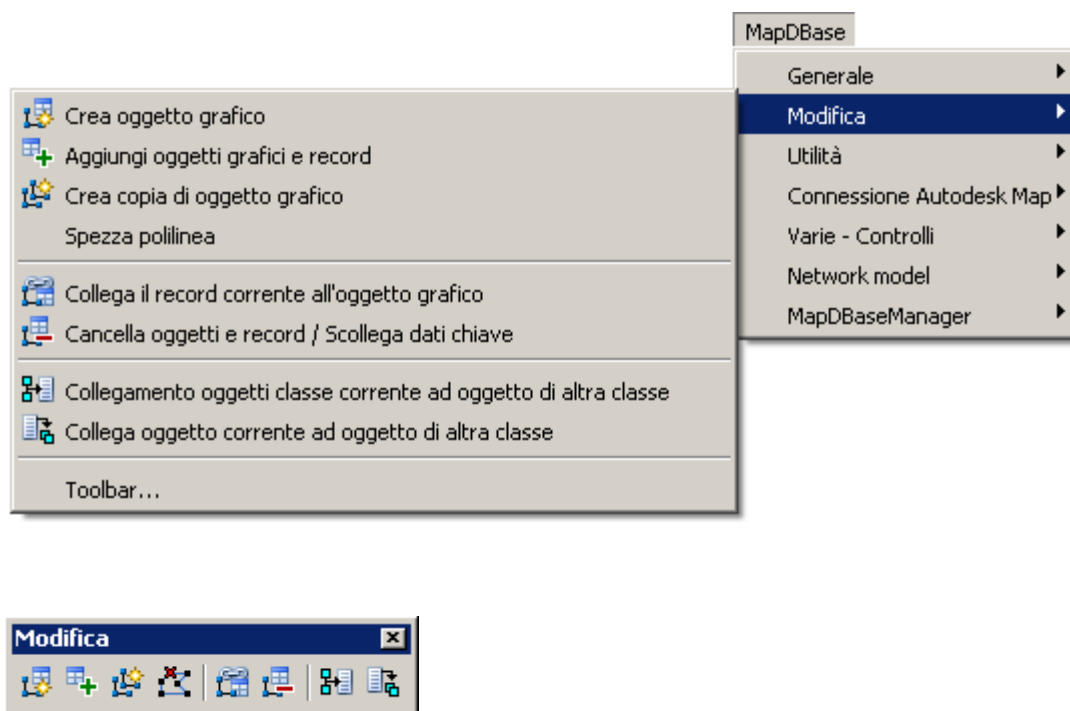 MapDBase
Generale
Modifica
Utilità
Connessione Autodesk Map
Varie - Controlli
Network model
MapDBaseManager
Crea oggetto grafico
Aggiungi oggetti grafici e record
Crea copia di oggetto grafico
Spezza polilinea
Collega il record corrente all'oggetto grafico
Cancella oggetti e record / Scollega dati chiave
Collegamento oggetti classe corrente ad oggetto di altra classe
Collega oggetto corrente ad oggetto di altra classe
Toolbar...
Modifica